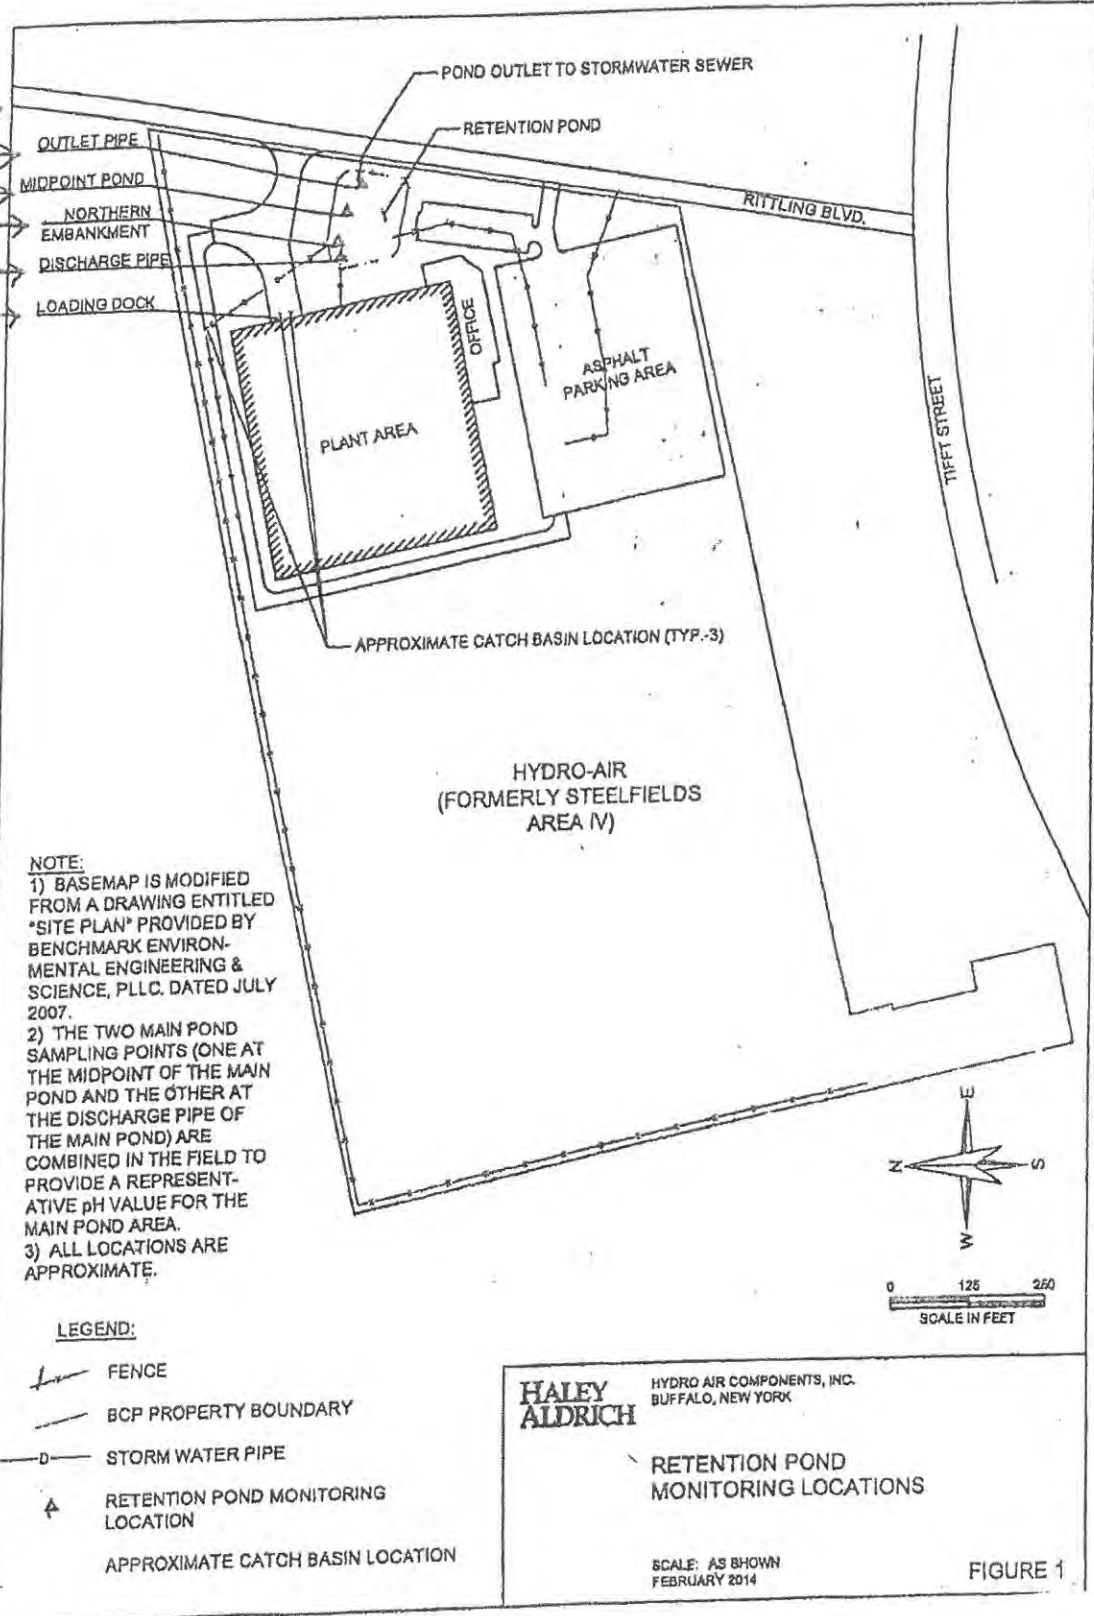 POND OUTLET TO STORMWATER SEWER
RETENTION POND
OUTLET PIPE
MIDPOINT POND
NORTHERN
EMBANKMENT
DISCHARGE PIPE
LOADING DOCK
RITTLING BLVD.
OFFICE
ASPHALT
PARKING AREA
PLANT AREA
TIFFT STREET
APPROXIMATE CATCH BASIN LOCATION (TYP.-3)
HYDRO-AIR
(FORMERLY STEELFIELDS
AREA IV)
NOTE:
1) BASEMAP IS MODIFIED
FROM A DRAWING ENTITLED
"SITE PLAN" PROVIDED BY
BENCHMARK ENVIRON-
MENTAL ENGINEERING &
SCIENCE, PLLC. DATED JULY
2007.
2) THE TWO MAIN POND
SAMPLING POINTS (ONE AT
THE MIDPOINT OF THE MAIN
POND AND THE OTHER AT
THE DISCHARGE PIPE OF
THE MAIN POND) ARE
COMBINED IN THE FIELD TO
PROVIDE A REPRESENT-
ATIVE pH VALUE FOR THE
MAIN POND AREA.
3) ALL LOCATIONS ARE
APPROXIMATE.
E
N
S
W
0 125 250
SCALE IN FEET
LEGEND:
FENCE
BCP PROPERTY BOUNDARY
D
STORM WATER PIPE
RETENTION POND MONITORING
LOCATION
APPROXIMATE CATCH BASIN LOCATION
HALEY
ALDRICH
HYDRO AIR COMPONENTS, INC.
BUFFALO, NEW YORK
RETENTION POND
MONITORING LOCATIONS
SCALE: AS SHOWN
FEBRUARY 2014
FIGURE 1